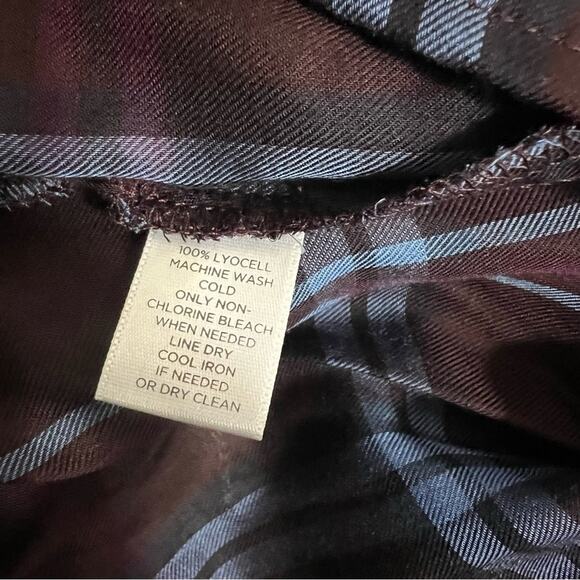 100% LYOCELL
MACHINE WASH
COLD
ONLY NON-
CHLORINE BLEACH
WHEN NEEDED
LINE DRY
COOL IRON
IF NEEDED
OR DRY CLEAN